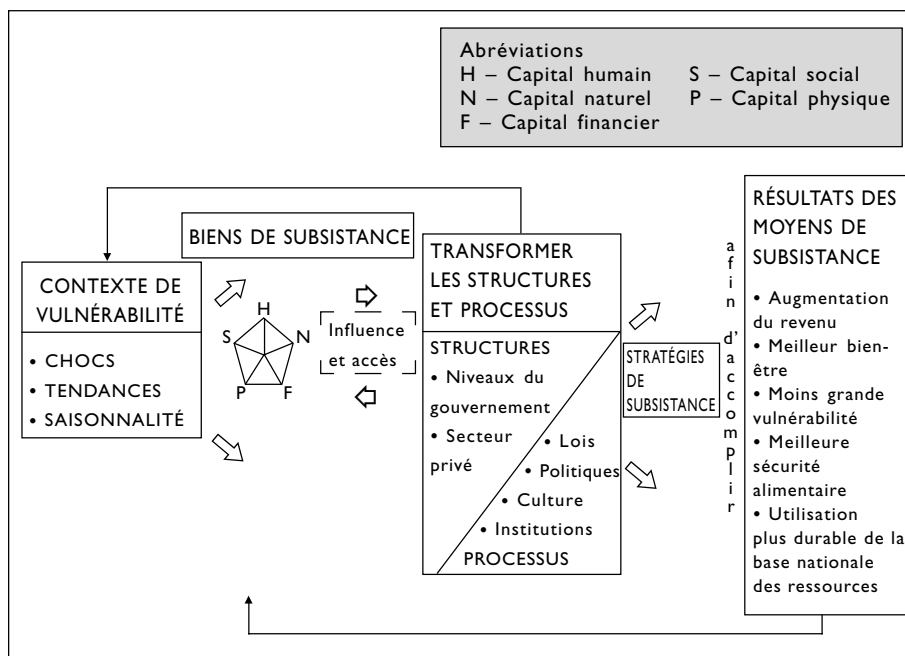 Abréviations
H – Capital humain S – Capital social
N – Capital naturel P – Capital physique
F – Capital financier
BIENS DE SUBSISTANCE
CONTEXTE DE
VULNÉRABILITÉ
• CHOCS
• TENDANCES
• SAISONNALITÉ
H
S N
P F
Influence
et accès
TRANSFORMER
LES STRUCTURES
ET PROCESSUS
STRUCTURES
• Niveaux du
gouvernement
• Secteur
privé
• Lois
• Politiques
• Culture
• Institutions
PROCESSUS
STRATÉGIES
DE
SUBSISTANCE
afin d'accomplir
RÉSULTATS DES
MOYENS DE
SUBSISTANCE
• Augmentation
du revenu
• Meilleur bien-
être
• Moins grande
vulnérabilité
• Meilleure
sécurité
alimentaire
• Utilisation
plus durable de la
base nationale
des ressources